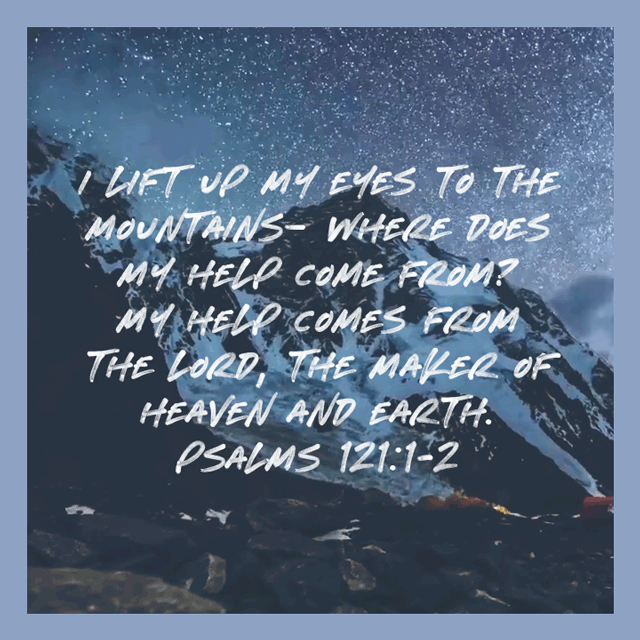 I LIFT UP MY EYES TO THE
MOUNTAINS– WHERE DOES
MY HELP COME FROM?
MY HELP COMES FROM
THE LORD, THE MAKER OF
HEAVEN AND EARTH.
PSALMS 121:1-2